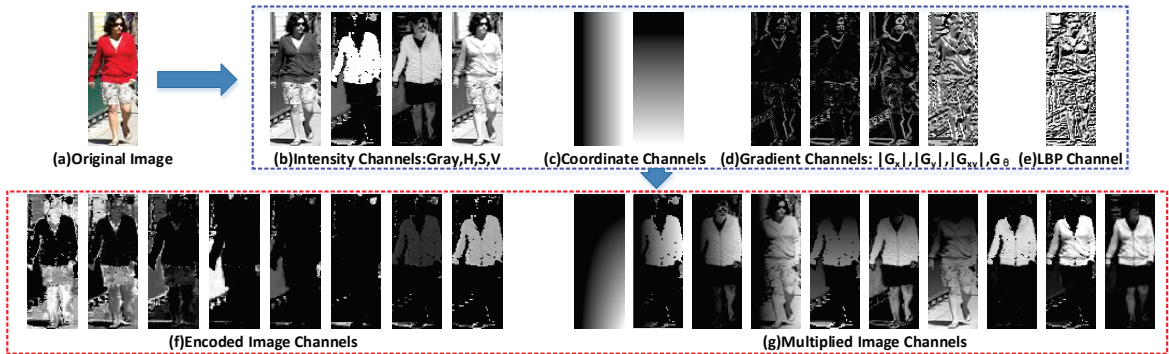 (a)Original Image
(b)Intensity Channels:Gray,H,S,V
(c)Coordinate Channels
(d)Gradient Channels: |Gx|,|Gy|,|Gxy|,G θ
(e)LBP Channel
(f)Encoded Image Channels
(g)Multiplied Image Channels